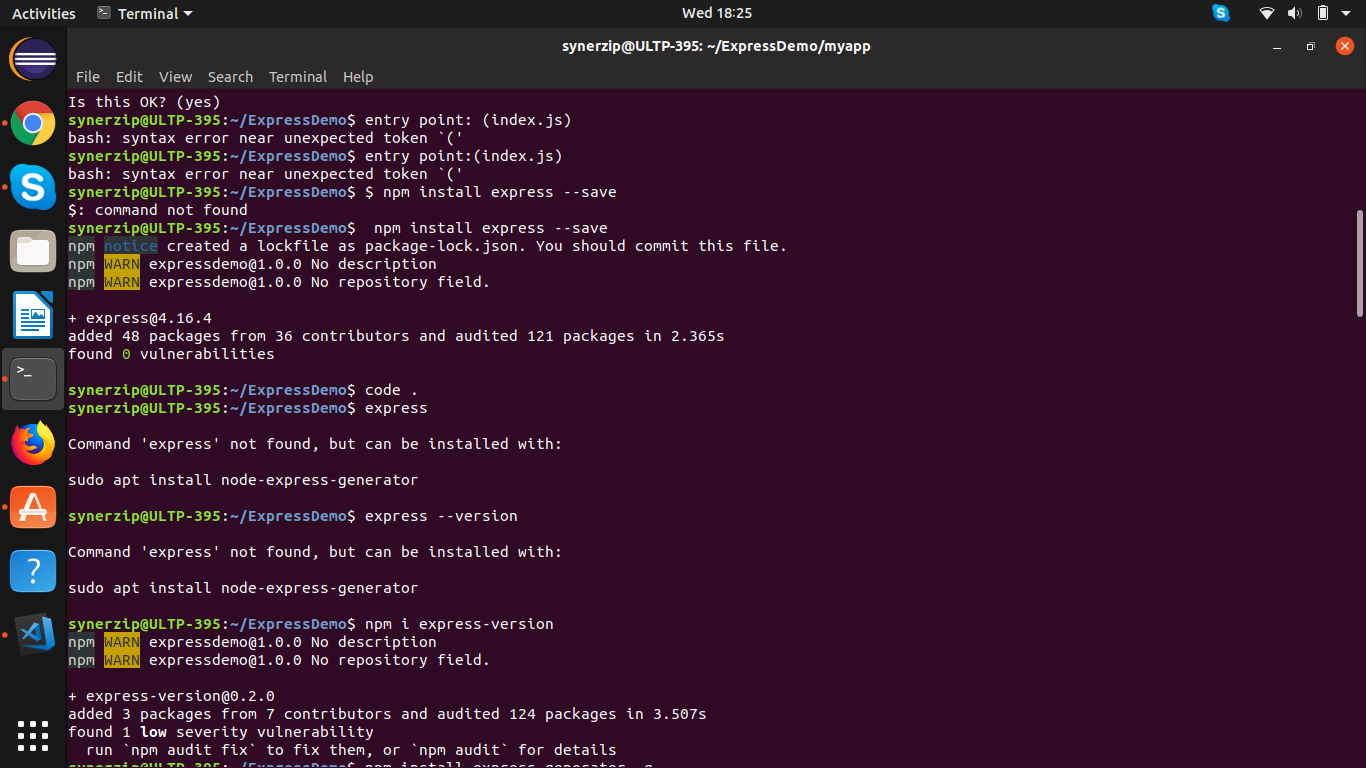 Activities
Terminal
Wed 18:25
synerzip@ULTP-395: ~/ExpressDemo/myapp
File Edit View Search Terminal Help
Is this OK? (yes)
synerzip@ULTP-395:~/ExpressDemo$ entry point: (index.js)
bash: syntax error near unexpected token `('
synerzip@ULTP-395:~/ExpressDemo$ entry point:(index.js)
bash: syntax error near unexpected token `('
synerzip@ULTP-395:~/ExpressDemo$ $ npm install express --save
$: command not found
synerzip@ULTP-395:~/ExpressDemo$  npm install express --save
npm notice created a lockfile as package-lock.json. You should commit this file.
npm WARN expressdemo@1.0.0 No description
npm WARN expressdemo@1.0.0 No repository field.
+ express@4.16.4
added 48 packages from 36 contributors and audited 121 packages in 2.365s
found 0 vulnerabilities
synerzip@ULTP-395:~/ExpressDemo$ code .
synerzip@ULTP-395:~/ExpressDemo$ express
Command 'express' not found, but can be installed with:
sudo apt install node-express-generator
synerzip@ULTP-395:~/ExpressDemo$ express --version
Command 'express' not found, but can be installed with:
sudo apt install node-express-generator
synerzip@ULTP-395:~/ExpressDemo$ npm i express-version
npm WARN expressdemo@1.0.0 No description
npm WARN expressdemo@1.0.0 No repository field.
+ express-version@0.2.0
added 3 packages from 7 contributors and audited 124 packages in 3.507s
found 1 low severity vulnerability
  run `npm audit fix` to fix them, or `npm audit` for details
synerzip@ULTP-395:~/ExpressDemo$ npm install express-generator